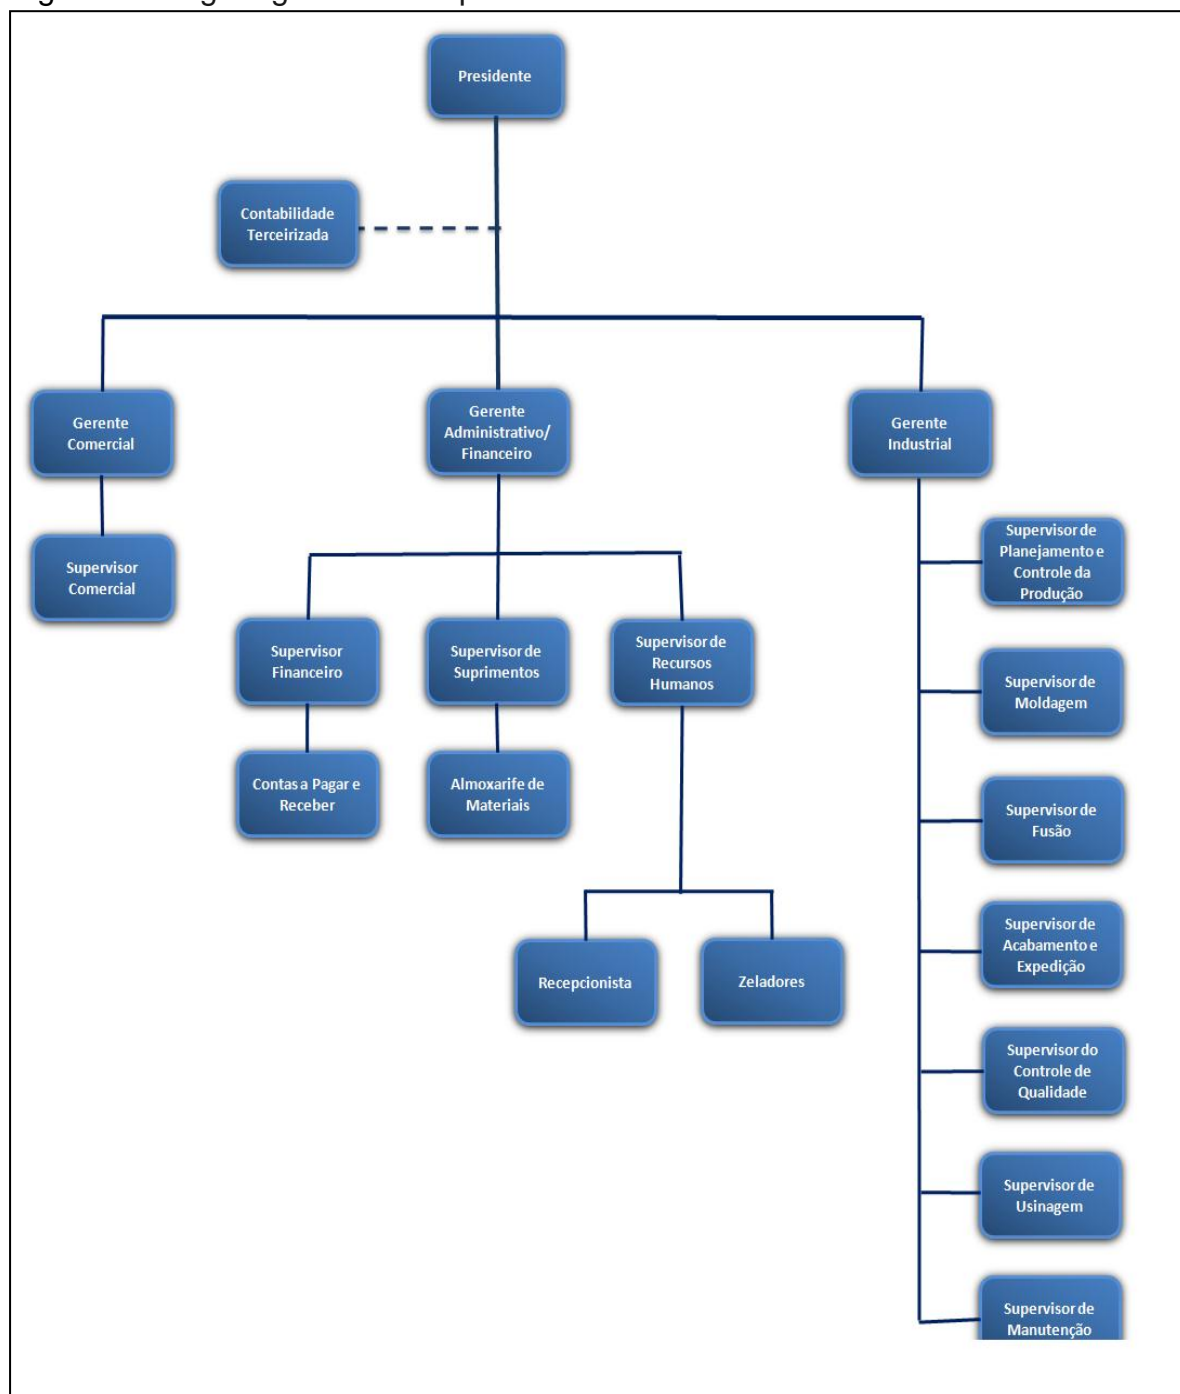 Presidente
Contabilidade
Terceirizada
Gerente
Comercial
Gerente
Administrativo/
Financeiro
Gerente
Industrial
Supervisor
Comercial
Supervisor de
Planejamento e
Controle da
Produção
Supervisor
Financeiro
Supervisor de
Suprimentos
Supervisor de
Recursos
Humanos
Supervisor de
Moldagem
Contas a Pagar e
Receber
Almoxarife de
Materiais
Supervisor de
Fusão
Recepcionista
Zeladores
Supervisor de
Acabamento e
Expedição
Supervisor do
Controle de
Qualidade
Supervisor de
Usinagem
Supervisor de
Manutenção